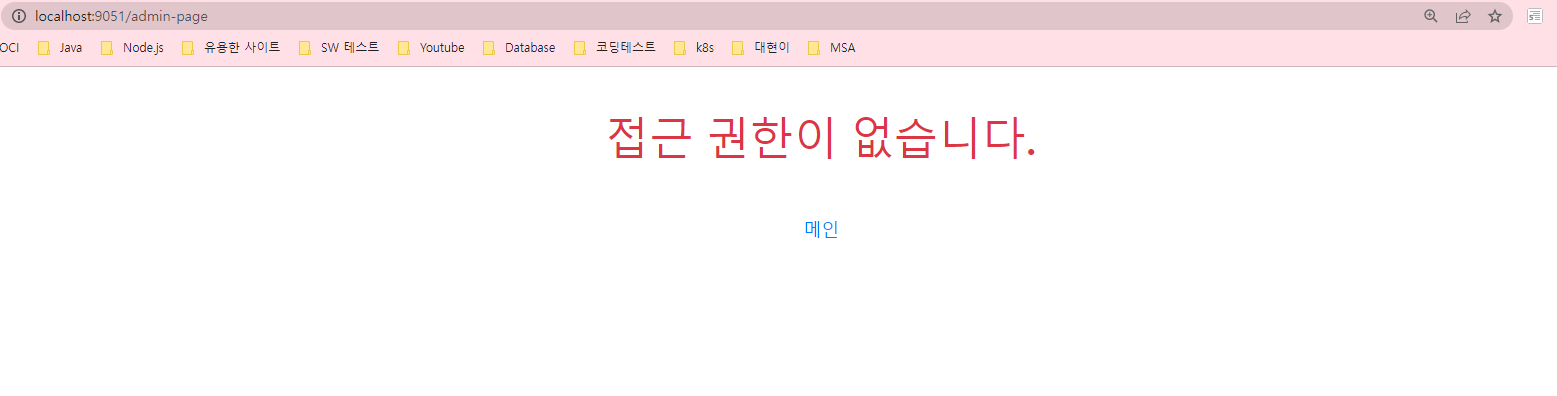 localhost:9051/admin-page
OCI Java Node.js 유용한 사이트 SW 테스트 Youtube Database 코딩테스트 k8s 대현이 MSA
접근 권한이 없습니다.
메인